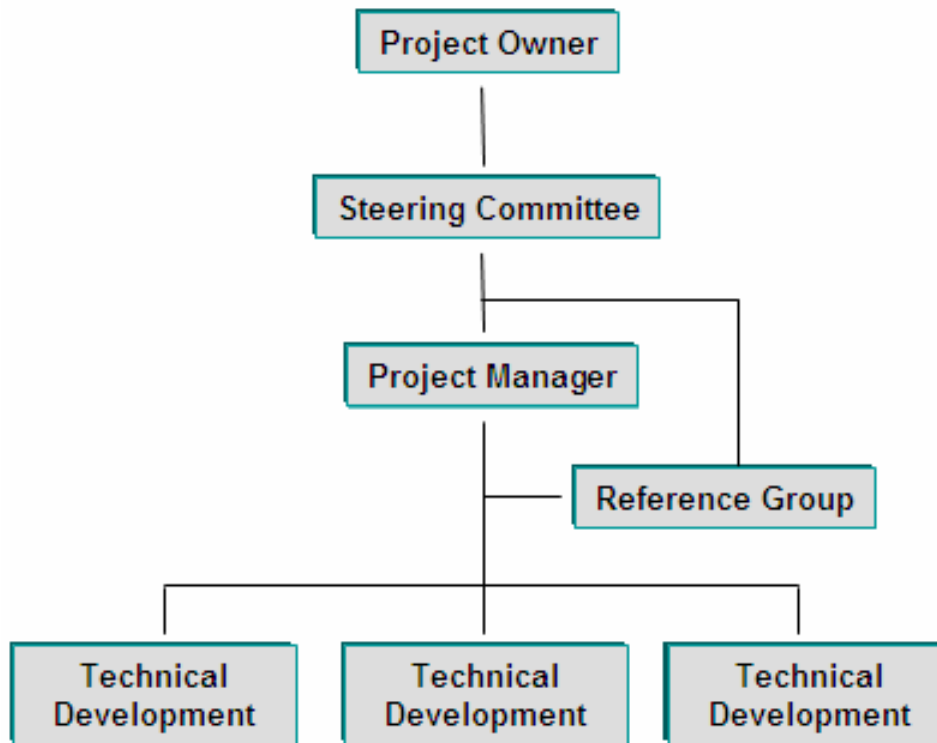 Project Owner
Steering Committee
Project Manager
Reference Group
Technical
Development
Technical
Development
Technical
Development